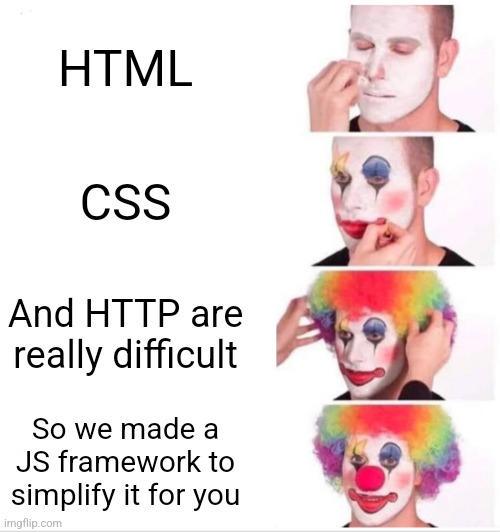 HTML
CSS
And HTTP are
really difficult
So we made a
JS framework to
simplify it for you
imgflip.com